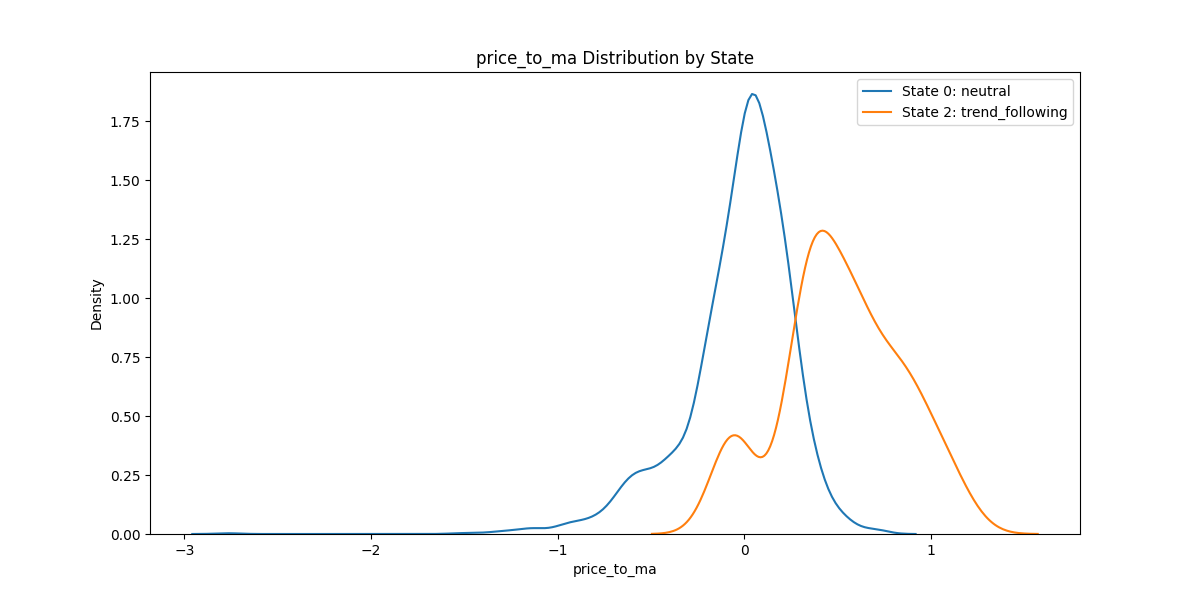 price_to_ma Distribution by State
State 0: neutral
State 2: trend_following
Density
1.75
1.50
1.25
1.00
0.75
0.50
0.25
0.00
−3
−2
−1
0
1
price_to_ma